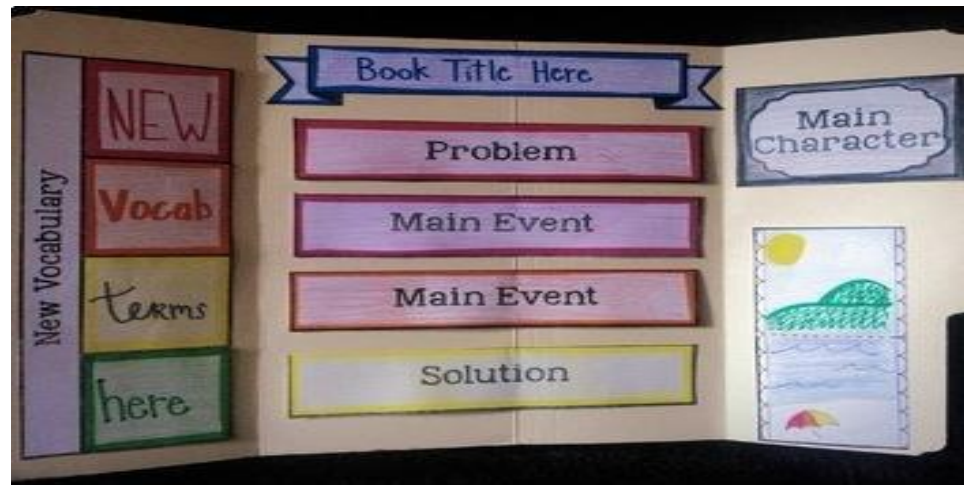 New Vocabulary
NEW
Vocab
terms
here
Book Title Here
Problem
Main Event
Main Event
Solution
Main
Character